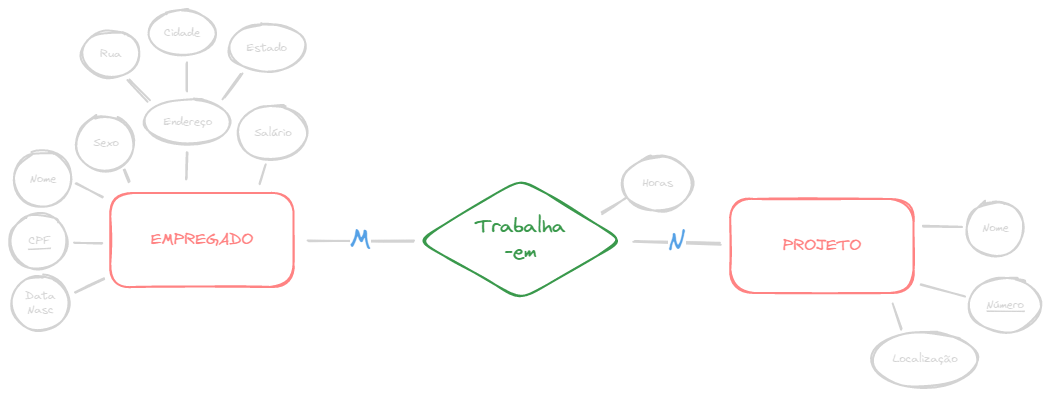 Cidade
Rua
Estado
Endereço
Salário
Sexo
Nome
CPF
Data
Nasc
EMPREGADO
M
Trabalha
-em
Horas
N
PROJETO
Nome
Número
Localização